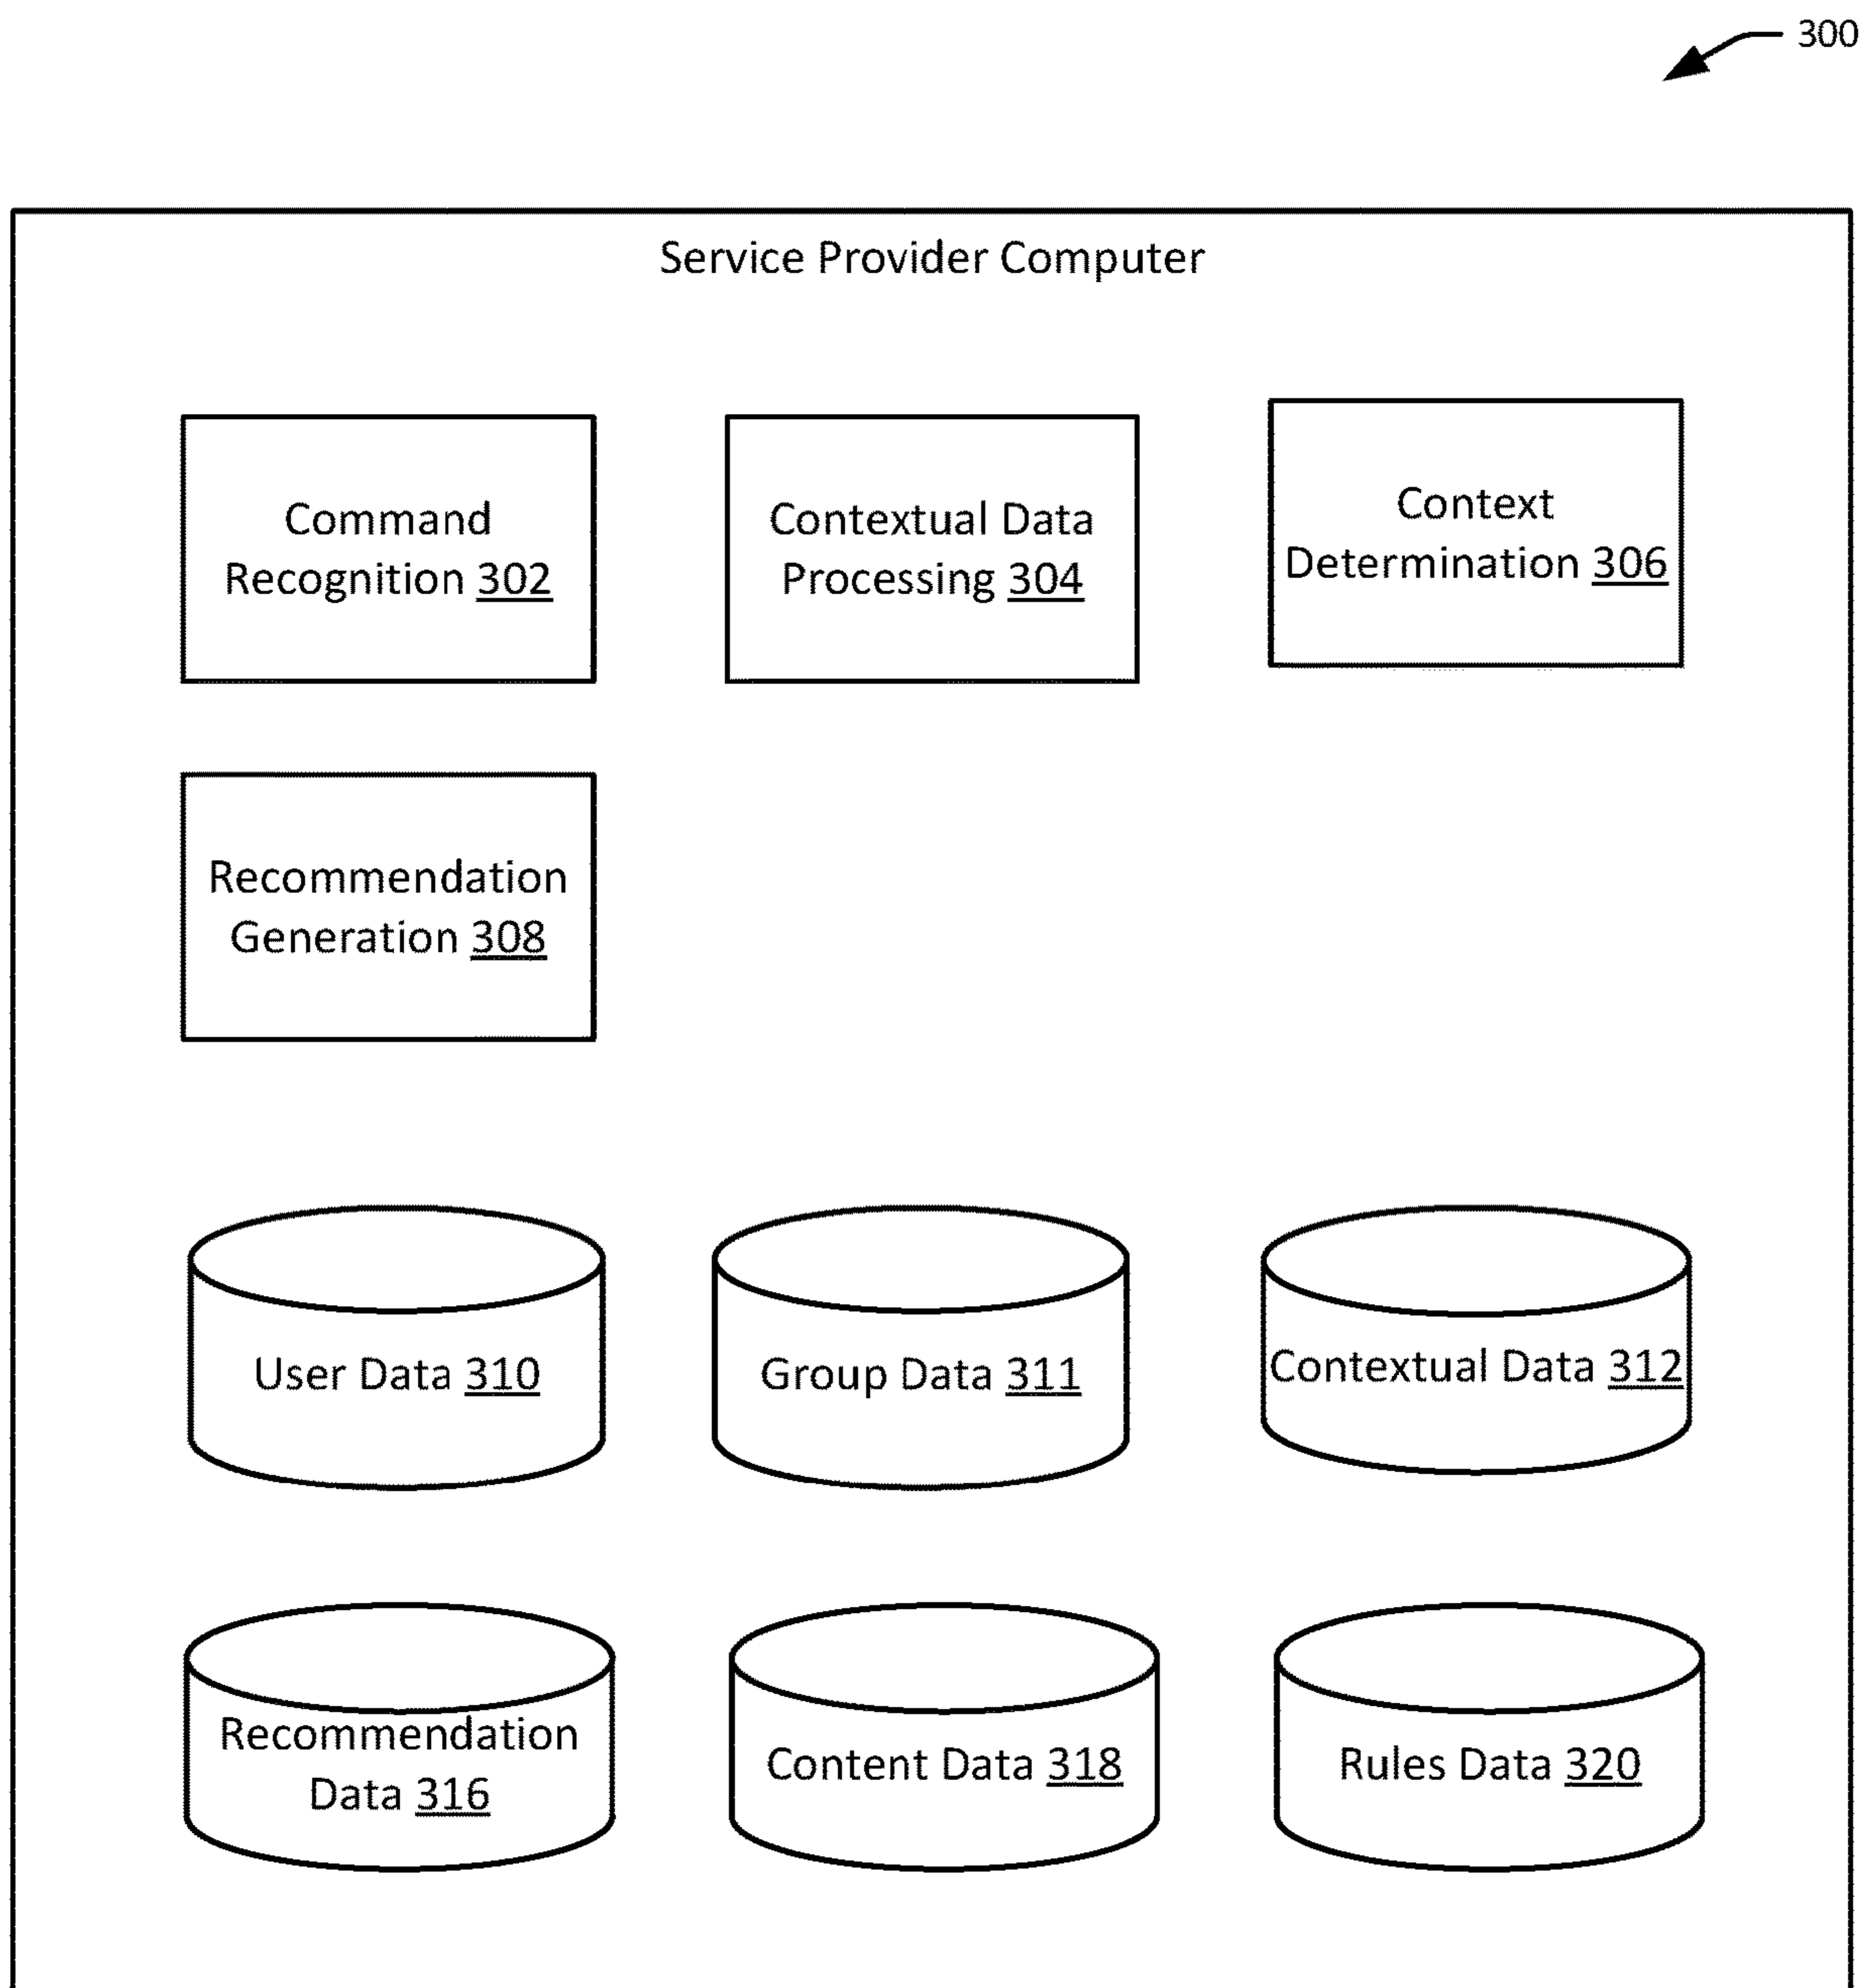 300
Service Provider Computer
Command
Recognition 302
Contextual Data
Processing 304
Context
Determination 306
Recommendation
Generation 308
User Data 310
Group Data 311
Contextual Data 312
Recommendation
Data 316
Content Data 318
Rules Data 320